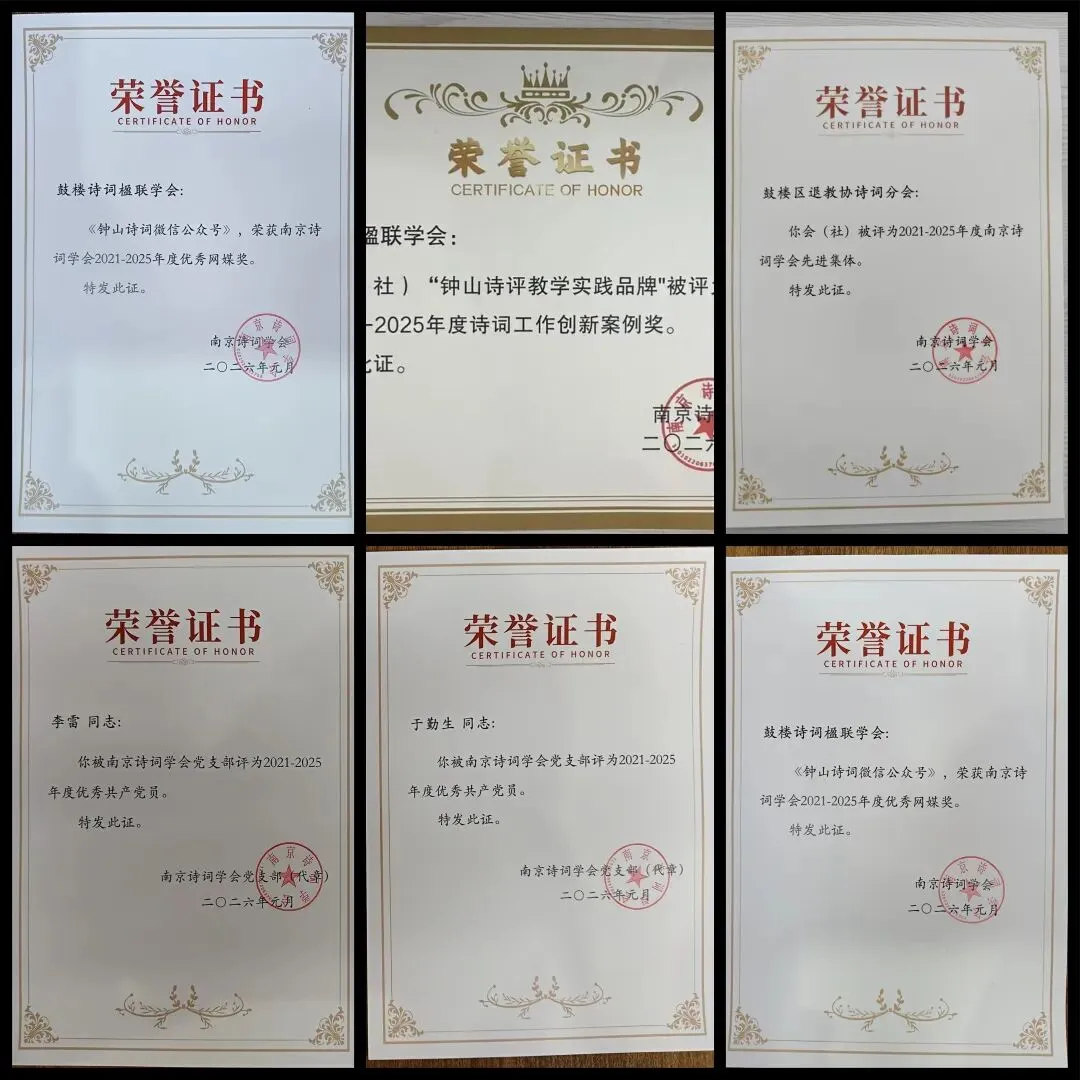 荣誉证书
CERTIFICATE OF HONOR
鼓楼诗词楹联学会:
《钟山诗词微信公众号》,荣获南京诗
词学会2021-2025年度优秀网媒奖。
特发此证。
南京诗词学会
二〇二六年元月
荣誉证书
CERTIFICATE OF HONOR
楹联学会:
社)“钟山诗评教学实践品牌"被评
-2025年度诗词工作创新案例奖。
此证。
南京诗
二〇二六
荣誉证书
CERTIFICATE OF HONOR
鼓楼区退教协诗词分会:
你会(社)被评为2021-2025年度南京诗
词学会先进集体。
特发此证。
南京诗词学会
二〇二六年元月
荣誉证书
CERTIFICATE OF HONOR
李雷 同志:
你被南京诗词学会党支部评为2021-2025
年度优秀共产党员。
特发此证。
南京诗词学会党支部(代章)
二〇二六年元月
荣誉证书
CERTIFICATE OF HONOR
于勤生 同志:
你被南京诗词学会党支部评为2021-2025
年度优秀共产党员。
特发此证。
南京诗词学会党支部(代章)
二〇二六年元月
荣誉证书
CERTIFICATE OF HONOR
鼓楼诗词楹联学会:
《钟山诗词微信公众号》,荣获南京诗
词学会2021-2025年度优秀网媒奖。
特发此证。
南京诗词学会
二〇二六年元月